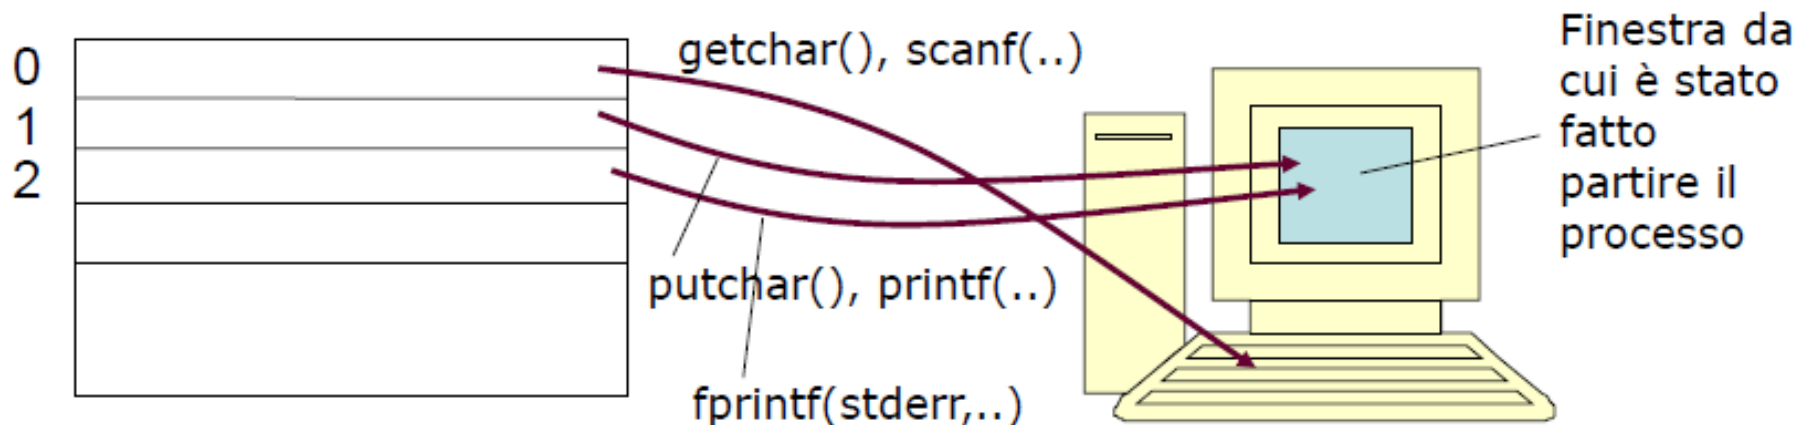 0
1
2
getchar(), scanf(..)
putchar(), printf(..)
fprintf(stderr,..)
Finestra da
cui è stato
fatto
partire il
processo